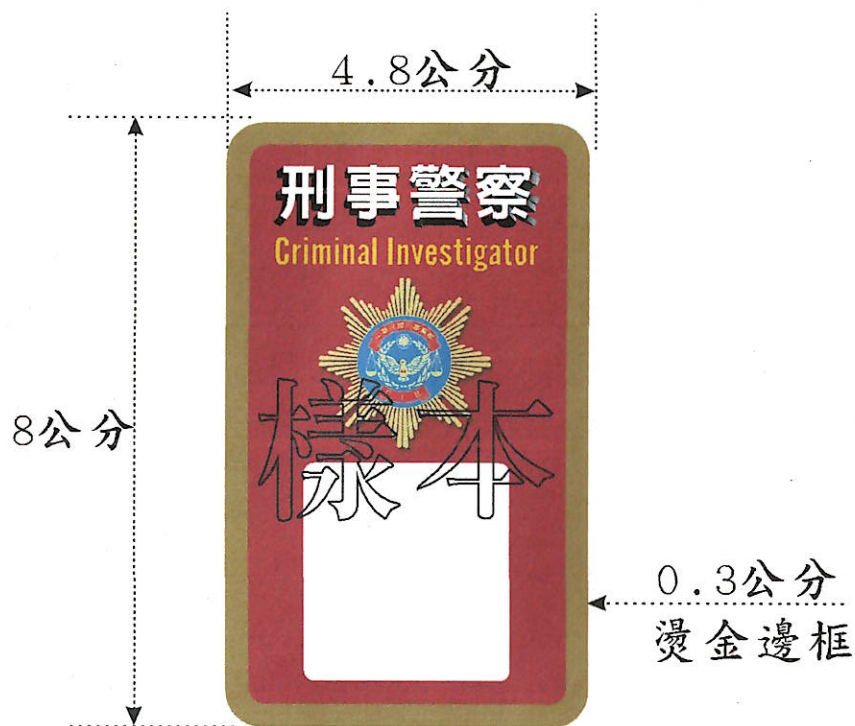 4.8公分
刑事警察
Criminal Investigator
樣本
8公分
0.3公分
燙金邊框